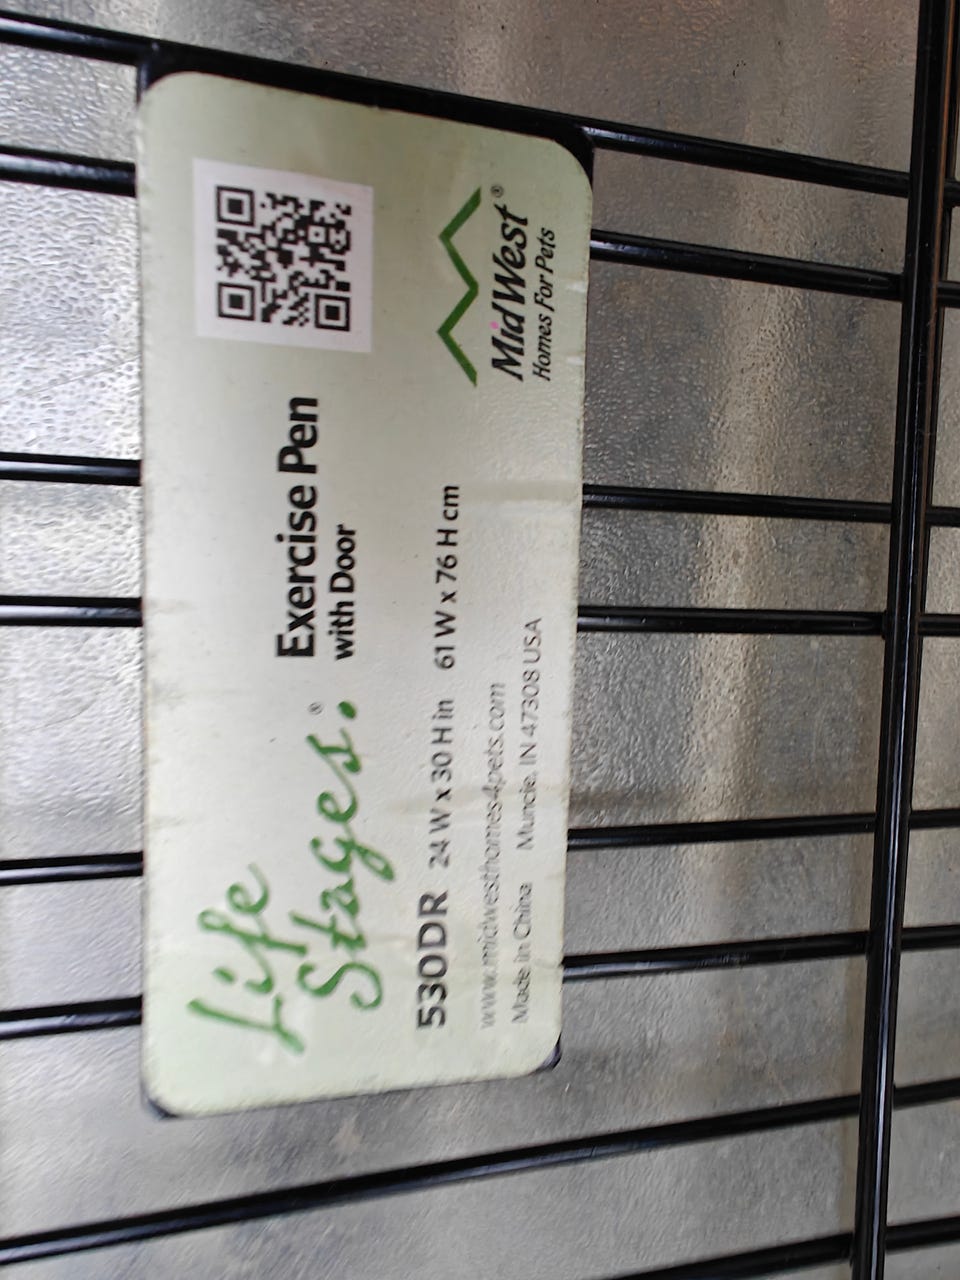 Life
Stages®
Exercise Pen
with Door
530DR 24 W x 30 H in 61 W x 76 H cm
www.midwesthomes4pets.com
Made in China Muncie, IN 47308 USA
MidWest®
Homes For Pets